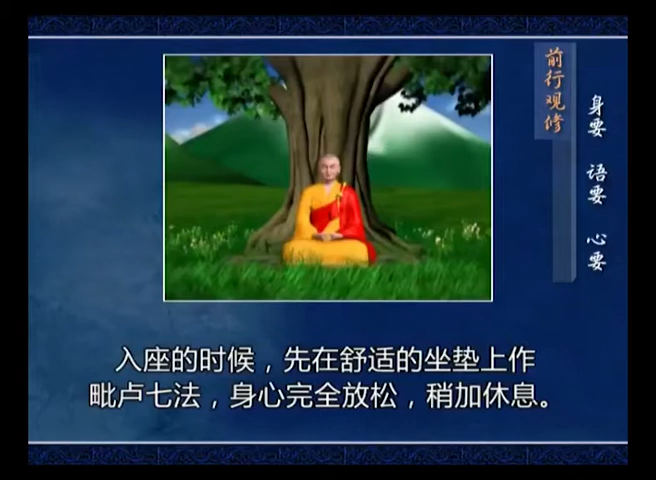 前行观修
身要 语要 心要
入座的时候，先在舒适的坐垫上作
毗卢七法，身心完全放松，稍加休息。